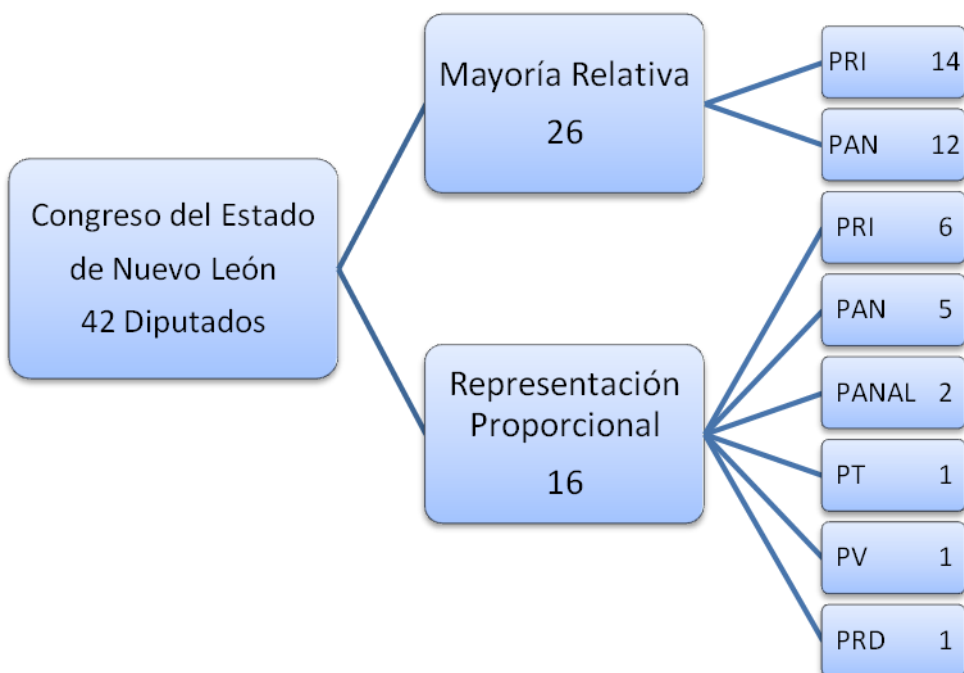 Congreso del Estado
de Nuevo León
42 Diputados
Mayoría Relativa
26
PRI 14
PAN 12
Representación
Proporcional
16
PRI 6
PAN 5
PANAL 2
PT 1
PV 1
PRD 1